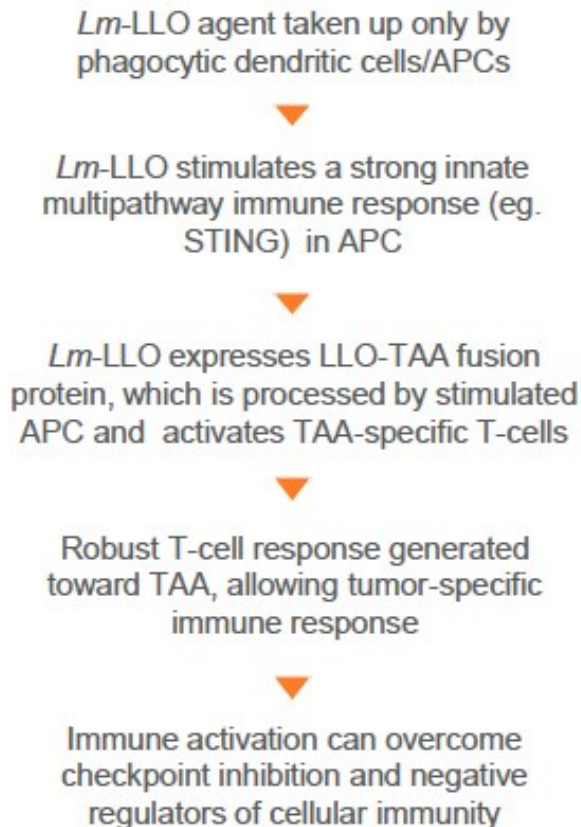 Lm-LLO agent taken up only by
phagocytic dendritic cells/APCs
Lm-LLO stimulates a strong innate
multipathway immune response (eg.
STING) in APC
Lm-LLO expresses LLO-TAA fusion
protein, which is processed by stimulated
APC and activates TAA-specific T-cells
Robust T-cell response generated
toward TAA, allowing tumor-specific
immune response
Immune activation can overcome
checkpoint inhibition and negative
regulators of cellular immunity